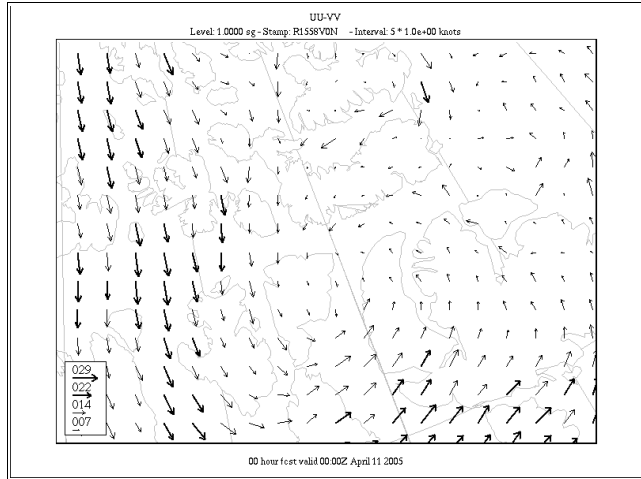 UU-VV
Level: 1.0000 sg - Stamp: R1558V0N - Interval: 5 * 1.0e+00 knots
029
022
014
007
00 hour fcst valid 00:00Z April 11 2005